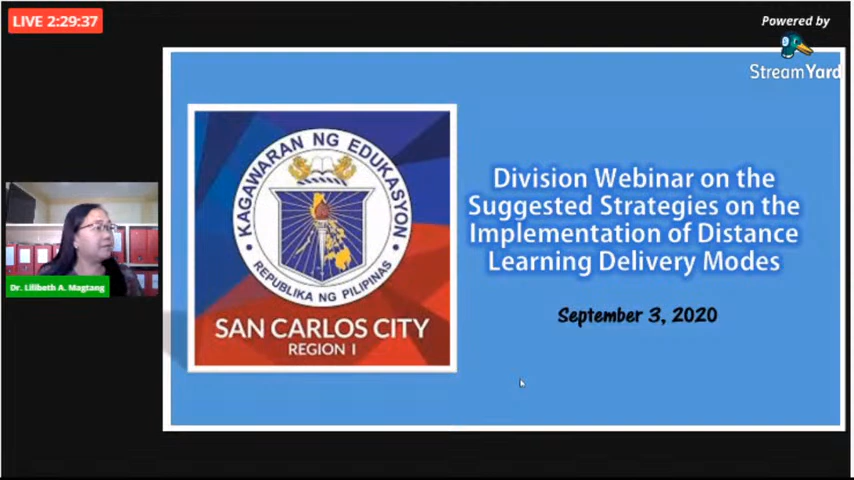 LIVE 2:29:37
Powered by
StreamYard
KAGAWARAN NG EDUKASYON
REPUBLIKA NG PILIPINAS
SAN CARLOS CITY
REGION I
Division Webinar on the
Suggested Strategies on the
Implementation of Distance
Learning Delivery Modes
September 3, 2020
Dr. Lilibeth A. Magtang